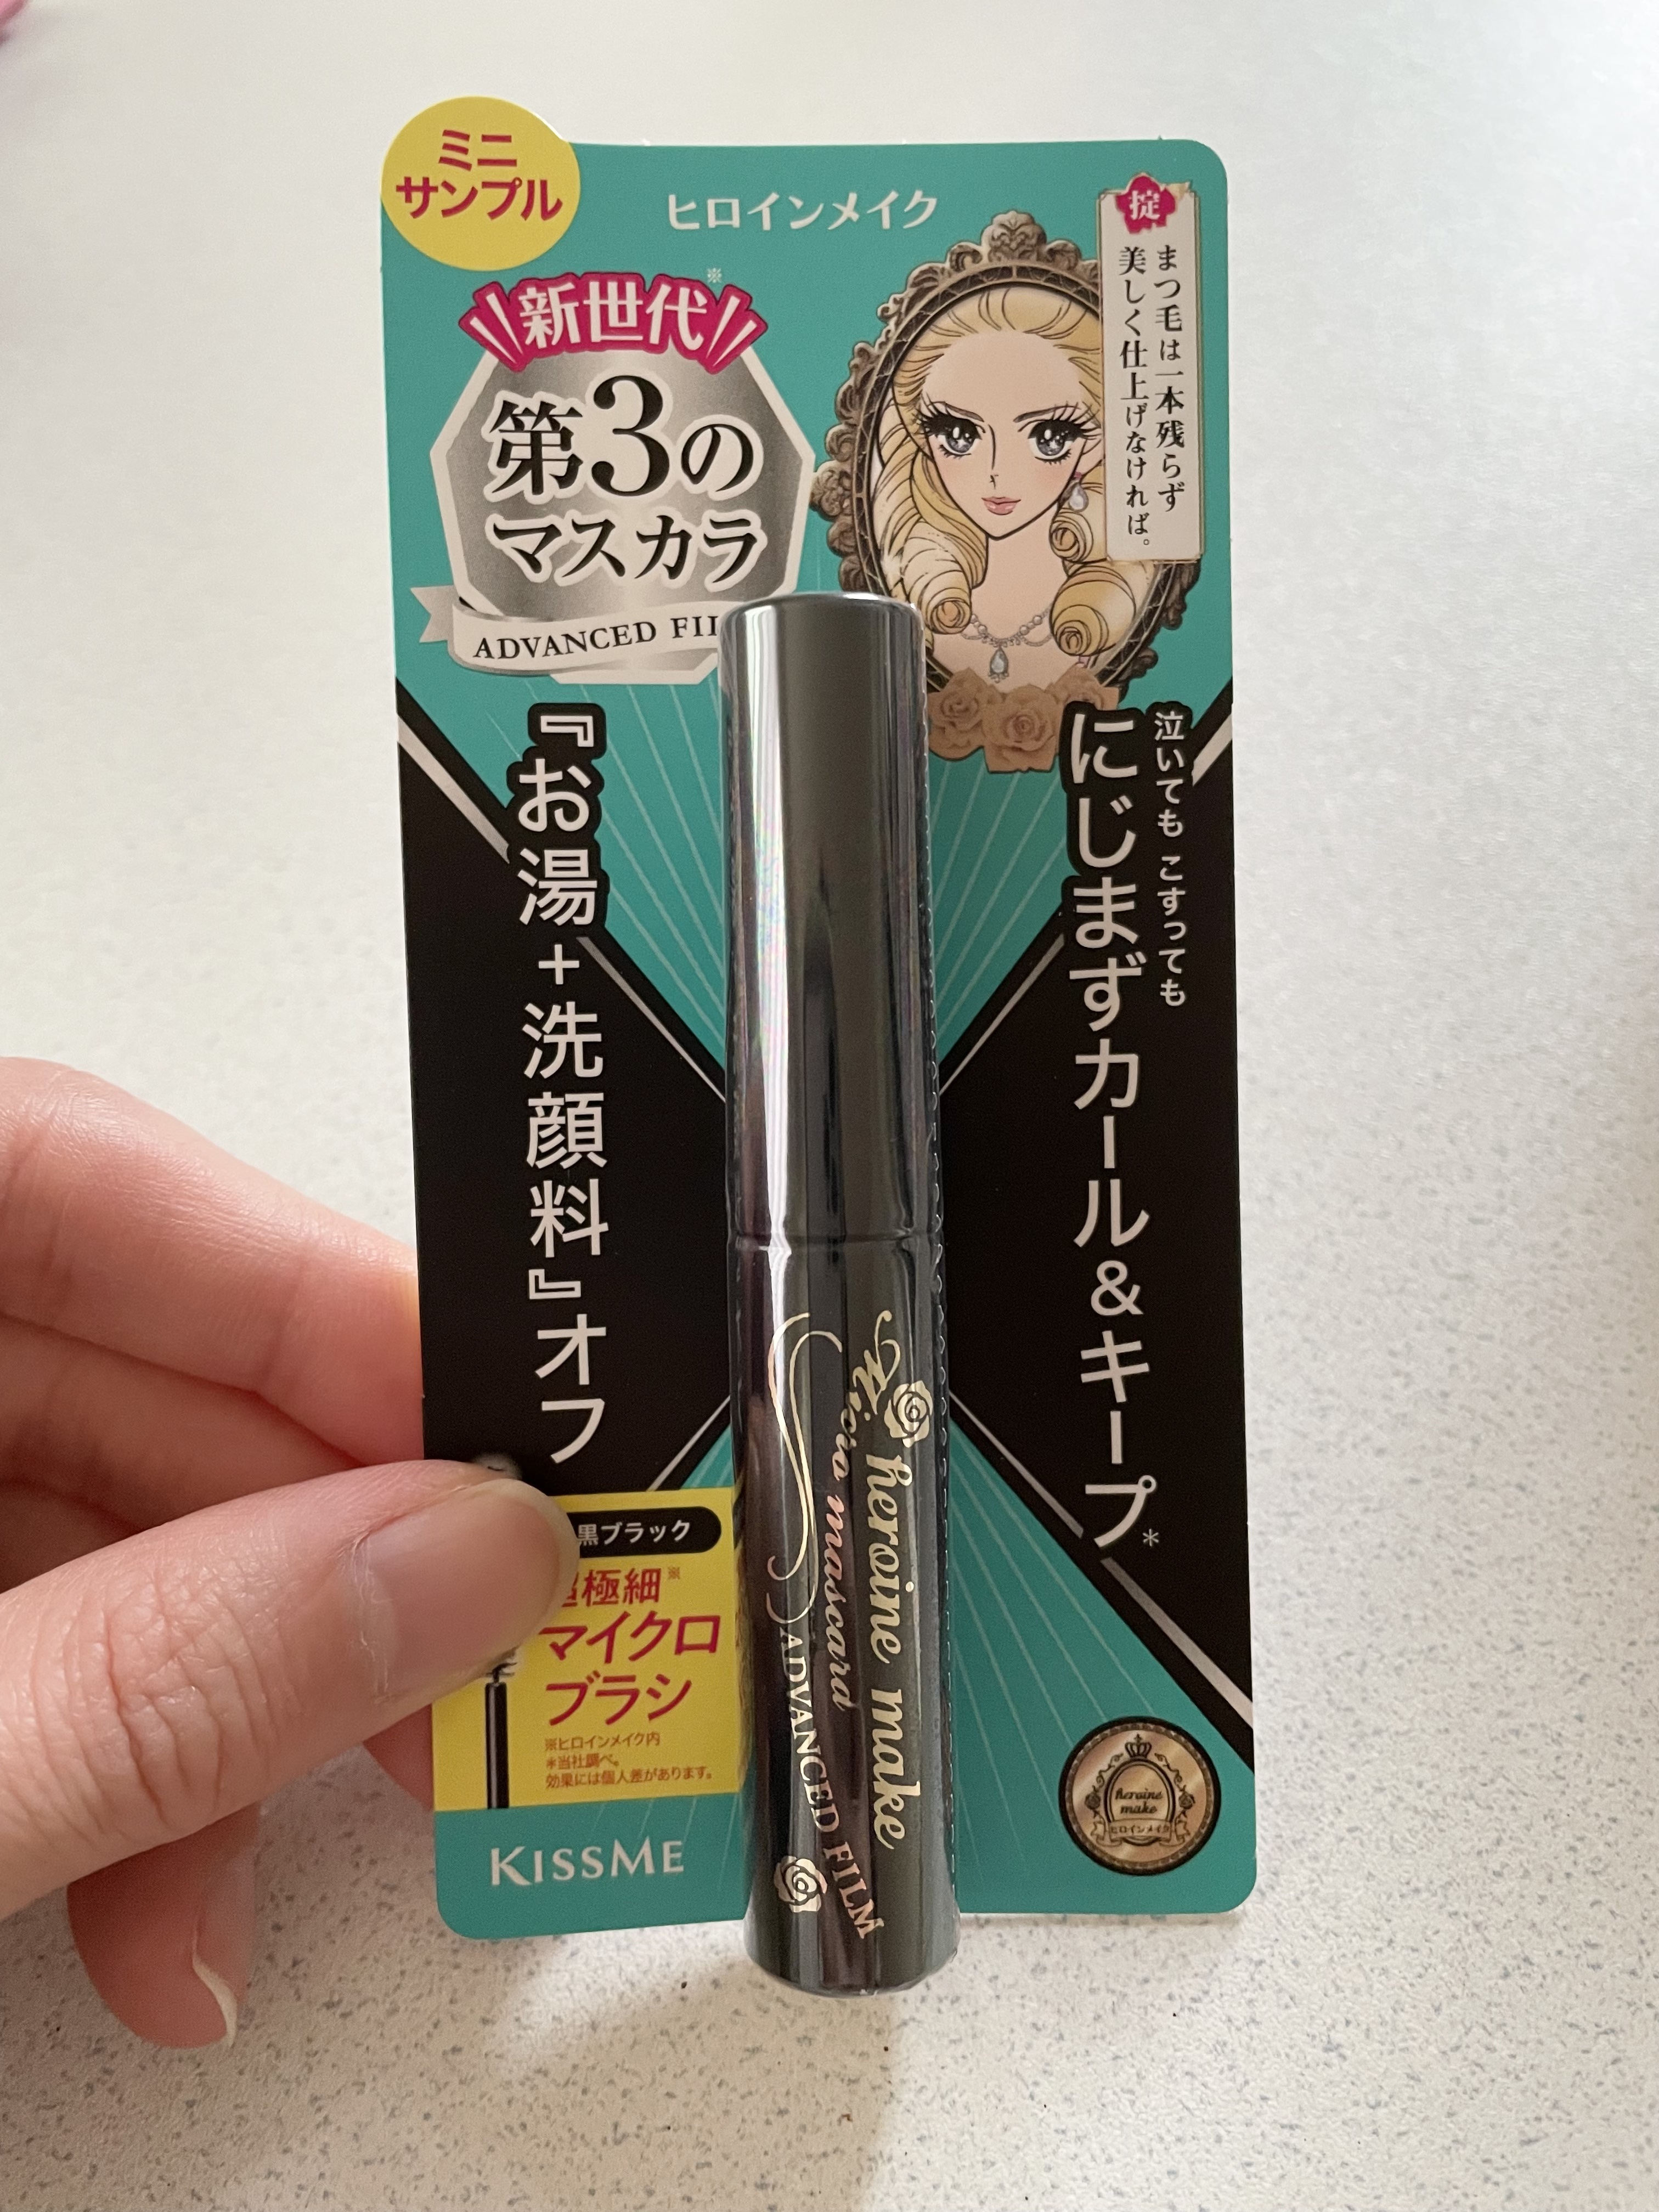 ミニ
サンプル
ヒロインメイク
新世代※
第3の
マスカラ
ADVANCED
掟
まつ毛は一本残らず
美しく仕上げなければ。
泣いても こすっても
にじまずカール&キープ*
『お湯+洗顔料』オフ
黒ブラック
極細※
マイクロ
ブラシ
※ヒロインメイク内
*当社調べ。
効果には個人差があります。
KISSME
heroine make
Micro mascara
ADVANCED FILM
heroine
make
ヒロインメイク